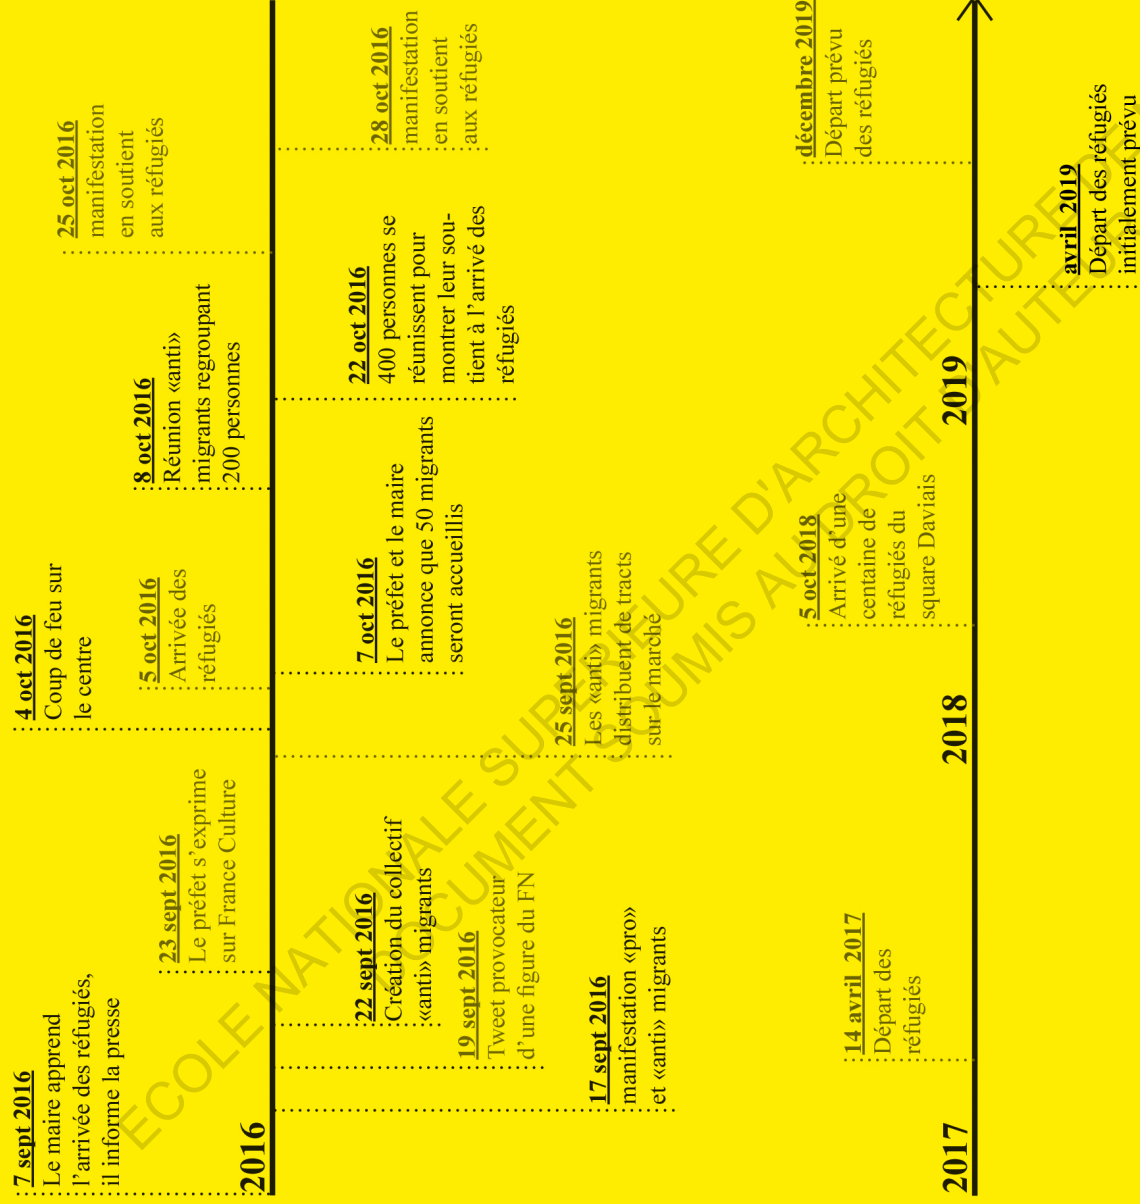 7 sept 2016
Le maire apprend
l'arrivée des réfugiés,
il informe la presse
23 sept 2016
Le préfet s'exprime
sur France Culture
4 oct 2016
Coup de feu sur
le centre
5 oct 2016
Arrivée des
réfugiés
8 oct 2016
Réunion «anti»
migrants regroupant
200 personnes
25 oct 2016
manifestation
en soutient
aux réfugiés
2016
17 sept 2016
manifestation «pro»
et «anti» migrants
19 sept 2016
Tweet provocateur
d'une figure du FN
22 sept 2016
Création du collectif
«anti» migrants
25 sept 2016
Les «anti» migrants
distribuent de tracts
sur le marché
7 oct 2016
Le préfet et le maire
annonce que 50 migrants
seront accueillis
22 oct 2016
400 personnes se
réunissent pour
montrer leur sou-
tient à l'arrivé des
réfugiés
28 oct 2016
manifestation
en soutient
aux réfugiés
14 avril 2017
Départ des
réfugiés
5 oct 2018
Arrivé d'une
centaine de
réfugiés du
square Daviais
décembre 2019
Départ prévu
des réfugiés
2017
2018
2019
avril 2019
Départ des réfugiés
initialement prévu
ECOLE NATIONALE SUPERIEURE D'ARCHITECTURE DE
DOCUMENT SOUMIS AU DROIT D'AUTEUR